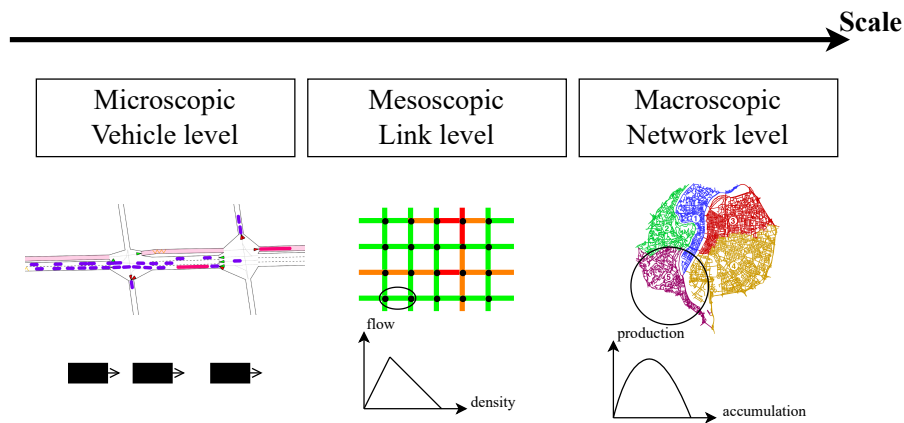 Scale
Microscopic
Vehicle level
Mesoscopic
Link level
Macroscopic
Network level
flow
density
production
accumulation